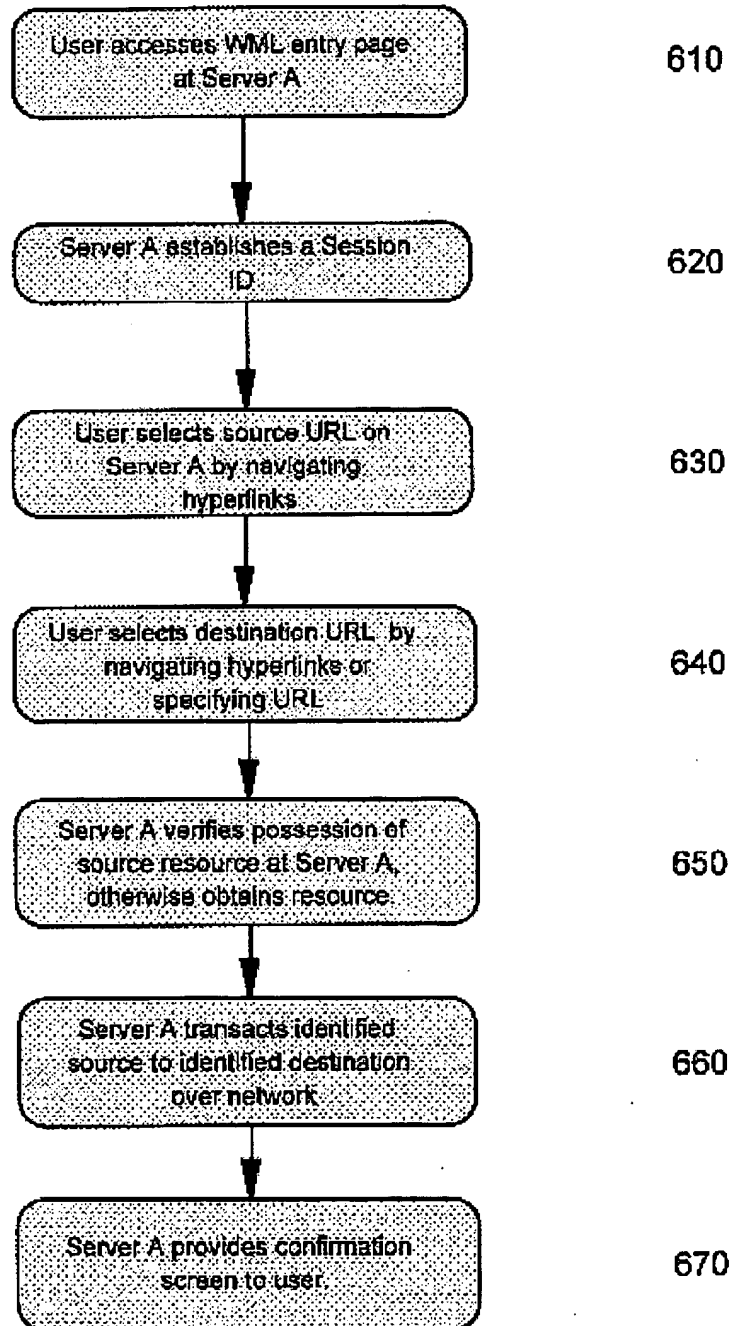 User accesses WML entry page
at Server A
610
Server A establishes a Session
ID
620
User selects source URL on
Server A by navigating
hyperlinks
630
User selects destination URL by
navigating hyperlinks or
specifying URL
640
Server A verifies possession of
source resource at Server A,
otherwise obtains resource.
650
Server A transacts identified
source to identified destination
over network
660
Server A provides confirmation
screen to user.
670